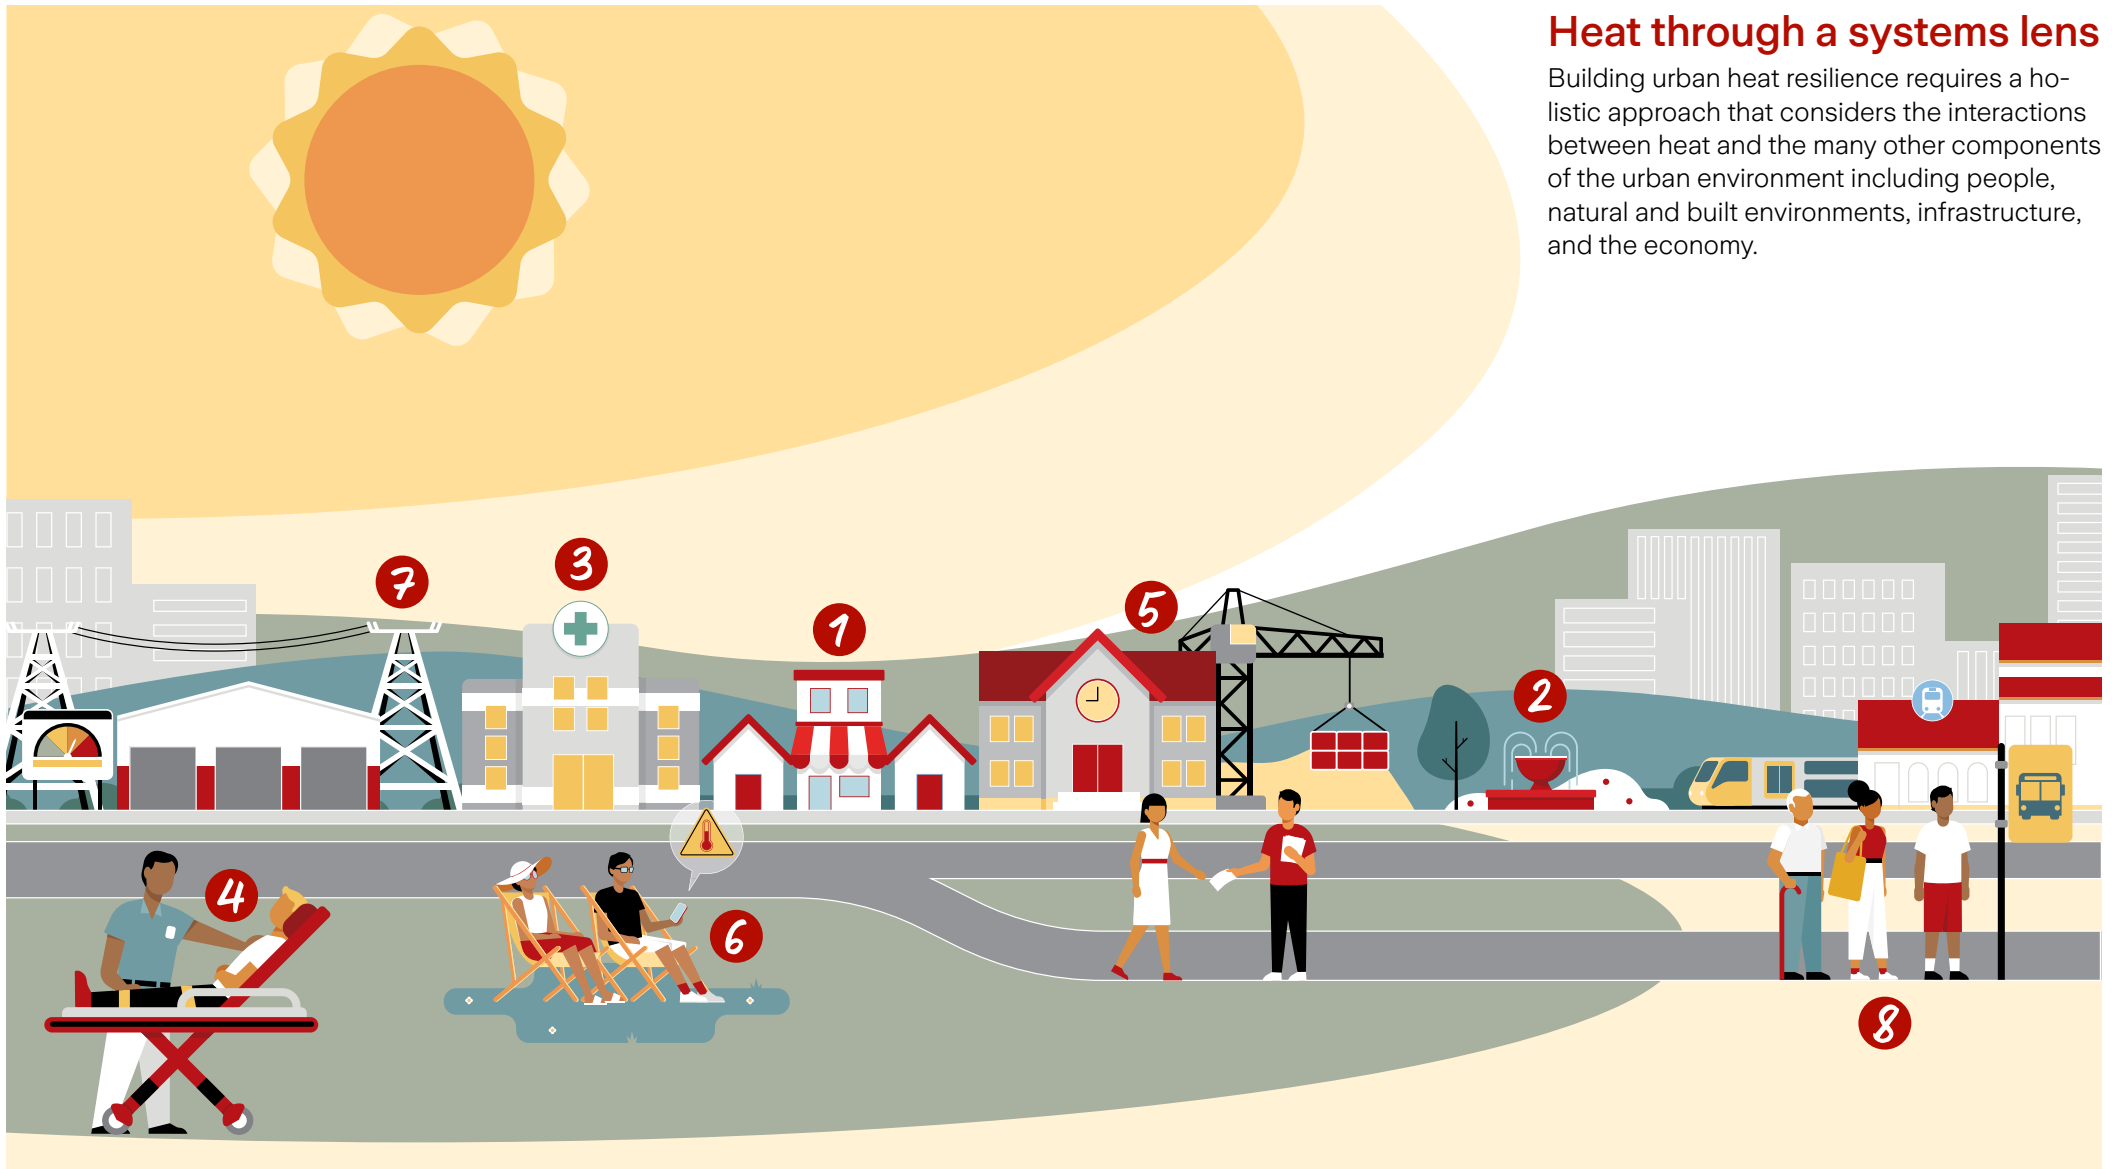 Heat through a systems lens
Building urban heat resilience requires a ho-
listic approach that considers the interactions
between heat and the many other components
of the urban environment including people,
natural and built environments, infrastructure,
and the economy.
3
7
1
5
2
4
6
8